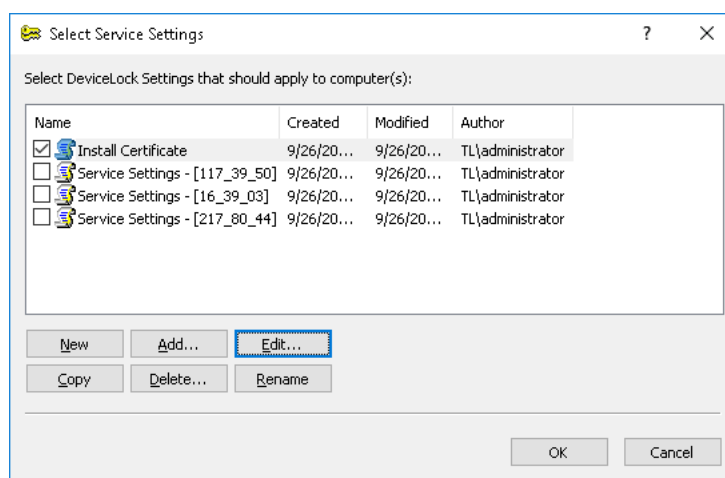 Select Service Settings ? X
Select DeviceLock Settings that should apply to computer(s):
Name Created Modified Author
Install Certificate 9/26/20... 9/26/20... TL\administrator
Service Settings - [117_39_50] 9/26/20... 9/26/20... TL\administrator
Service Settings - [16_39_03] 9/26/20... 9/26/20... TL\administrator
Service Settings - [217_80_44] 9/26/20... 9/26/20... TL\administrator
New Add... Edit...
Copy Delete... Rename
OK Cancel